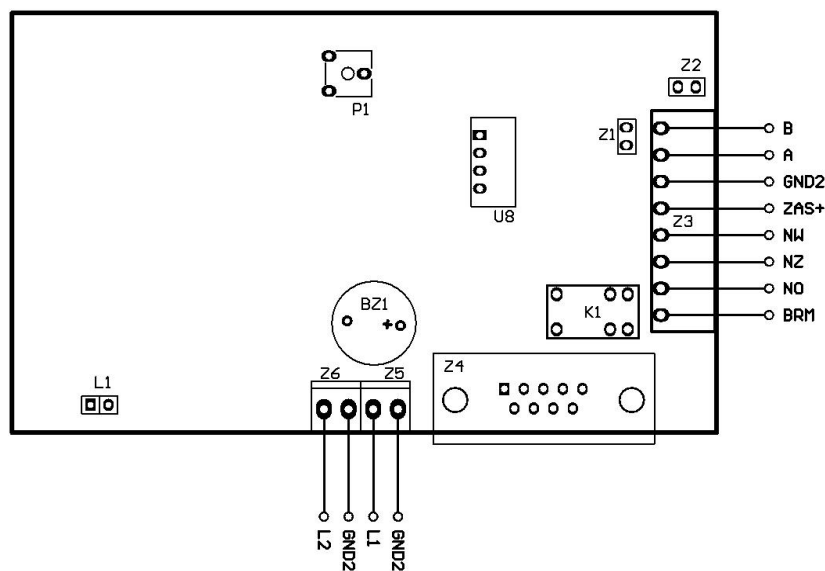 Z2
P1
Z1
B
A
GND2
ZAS+
U8
Z3
NW
NZ
NO
BRM
BZ1
+
K1
Z6
Z5
Z4
L1
L2
GND2
L1
GND2